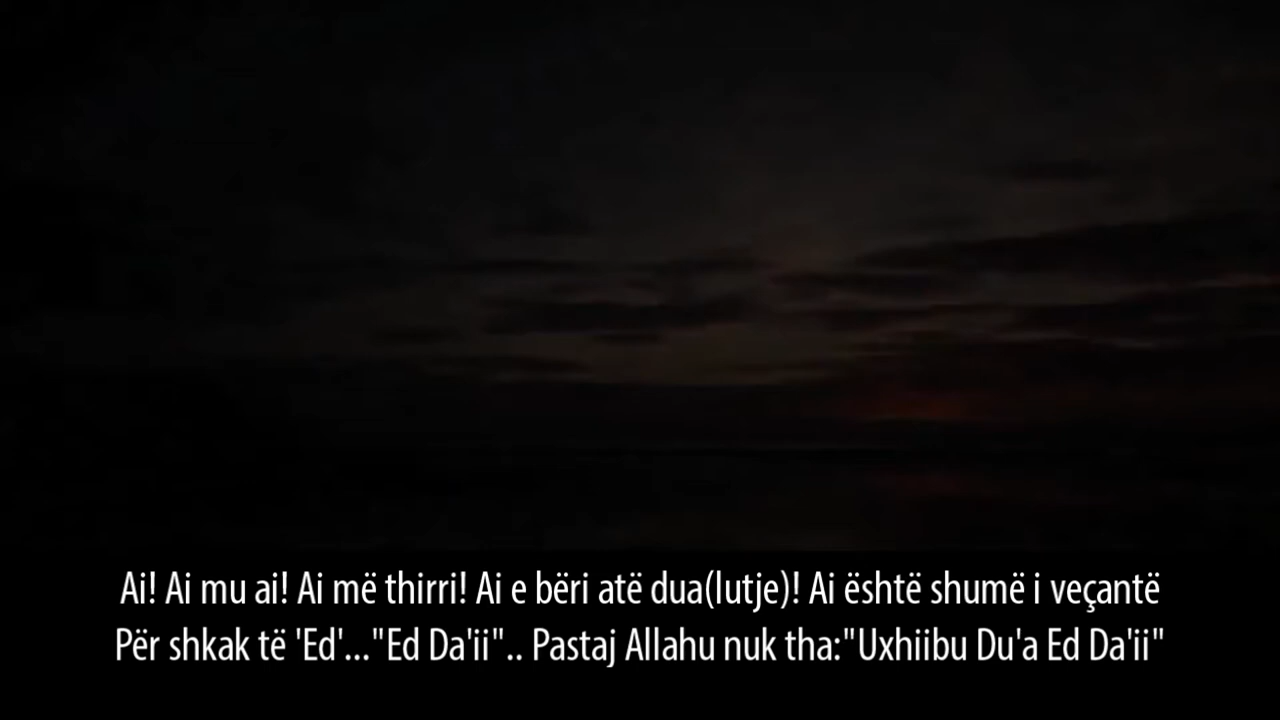 Ai! Ai mu ai! Ai më thirri! Ai e bëri atë dua(lutje)! Ai është shumë i veçantë
Për shkak të 'Ed'..."Ed Da'ii".. Pastaj Allahu nuk tha:"Uxhiibu Du'a Ed Da'ii"